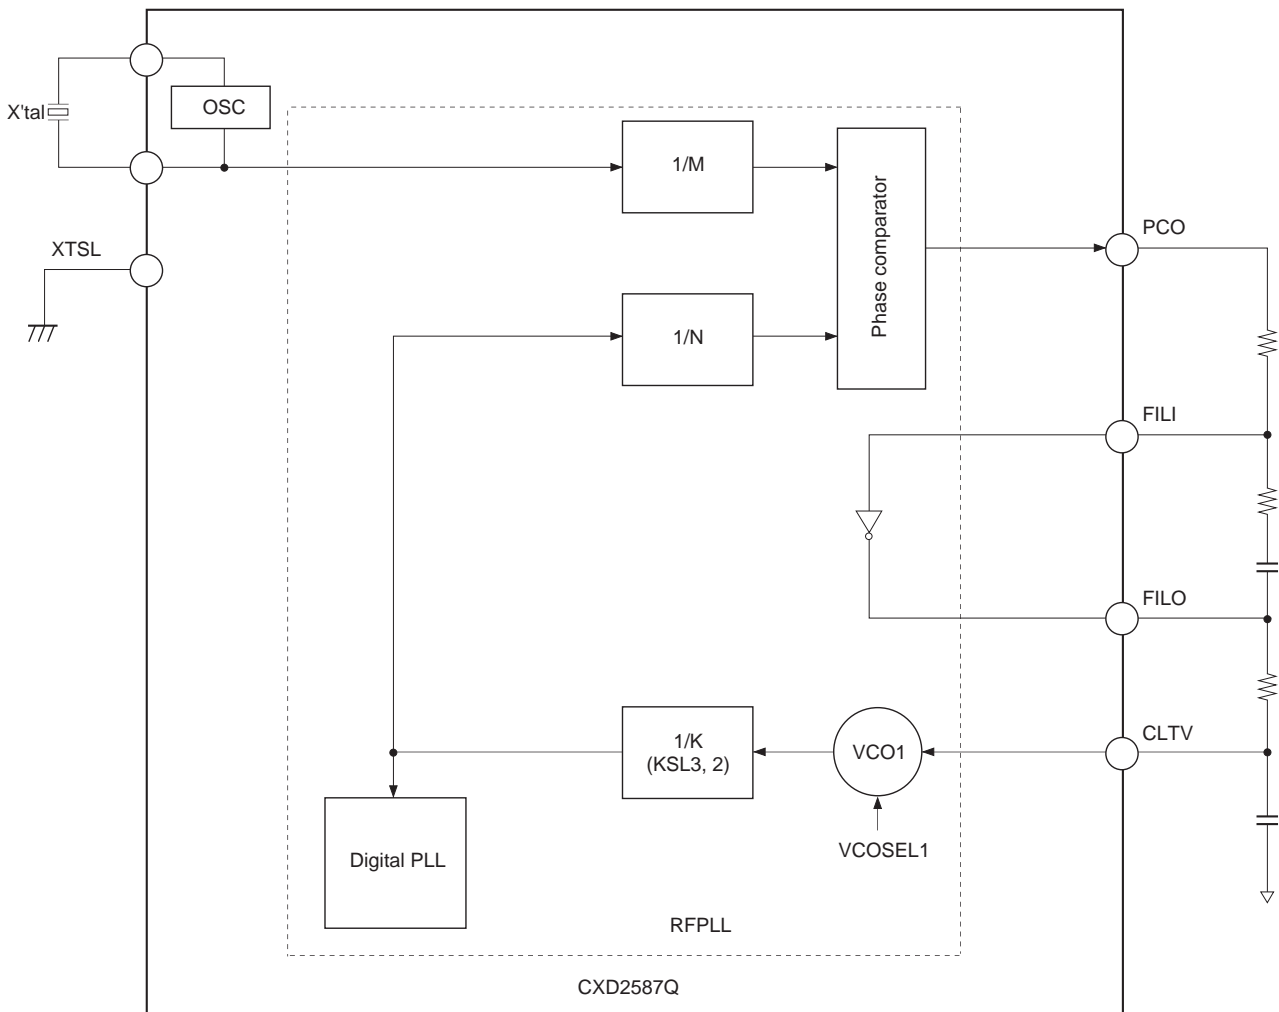 X'tal
OSC
1/M
XTSL
Phase comparator
PCO
1/N
FILI
FILO
1/K
(KSL3, 2)
VCO1
CLTV
VCOSEL1
Digital PLL
RFPLL
CXD2587Q